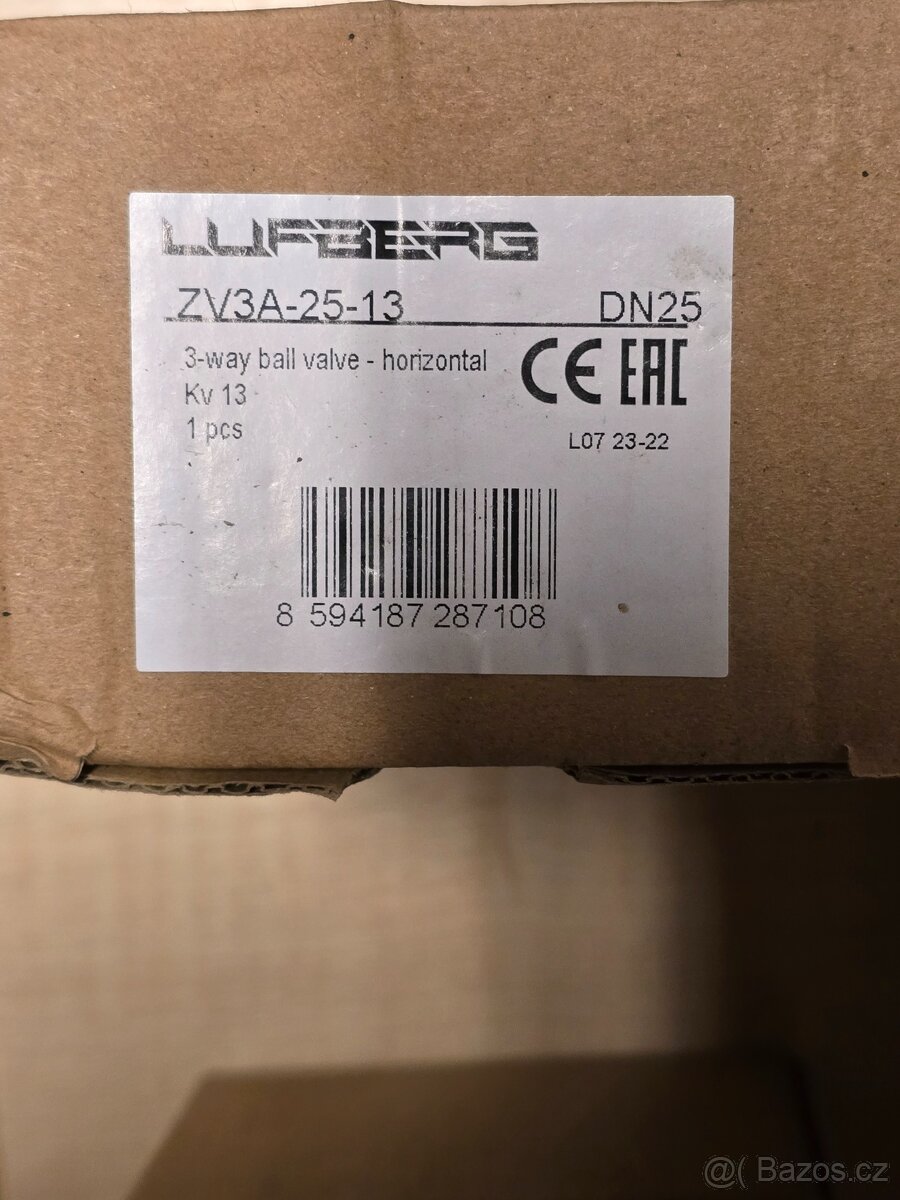 LUFBERG
ZV3A-25-13 DN25
3-way ball valve - horizontal
CE EAC
Kv 13
1 pcs
L07 23-22
8 594187 287108
@( Bazos.cz